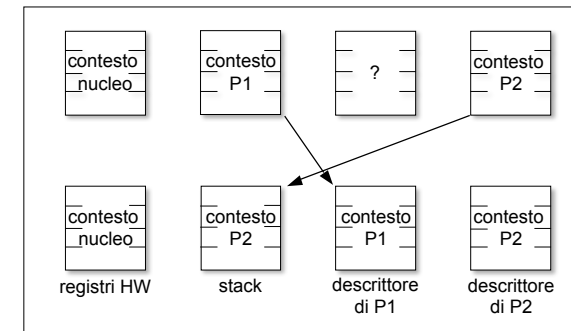 contesto
nucleo
contesto
P1
?
contesto
P2
contesto
nucleo
contesto
P2
contesto
P1
contesto
P2
registri HW
stack
descrittore
di P1
descrittore
di P2